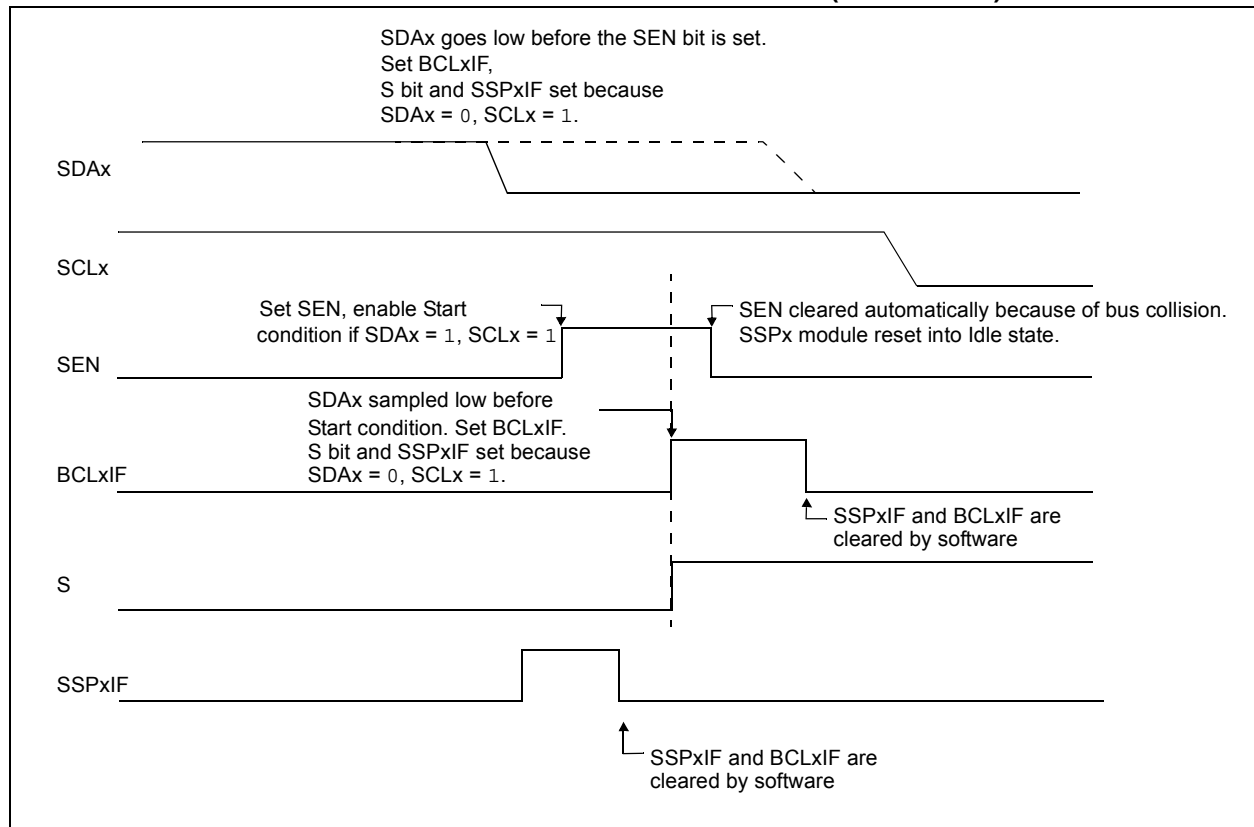 SDAx goes low before the SEN bit is set.
Set BCLxIF,
S bit and SSPxIF set because
SDAx = 0, SCLx = 1.
SDAx
SCLx
Set SEN, enable Start
condition if SDAx = 1, SCLx = 1
SEN cleared automatically because of bus collision.
SSPx module reset into Idle state.
SEN
SDAx sampled low before
Start condition. Set BCLxIF.
S bit and SSPxIF set because
SDAx = 0, SCLx = 1.
BCLxIF
SSPxIF and BCLxIF are
cleared by software
S
SSPxIF
SSPxIF and BCLxIF are
cleared by software